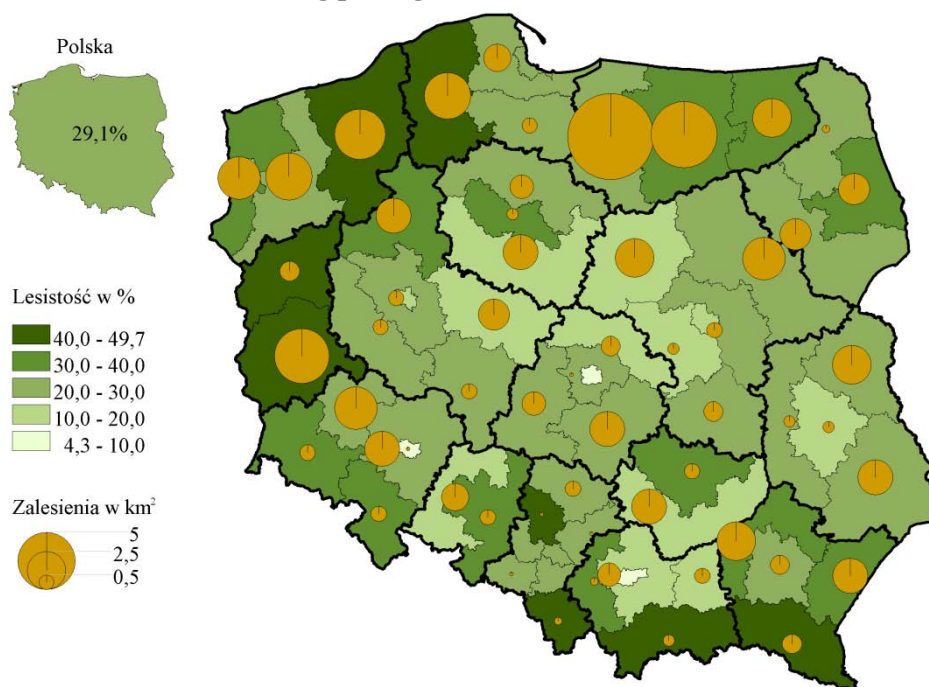 Polska
29,1%
Lesistość w %
40,0 - 49,7
30,0 - 40,0
20,0 - 30,0
10,0 - 20,0
4,3 - 10,0
Zalesienia w km²
5
2,5
0,5